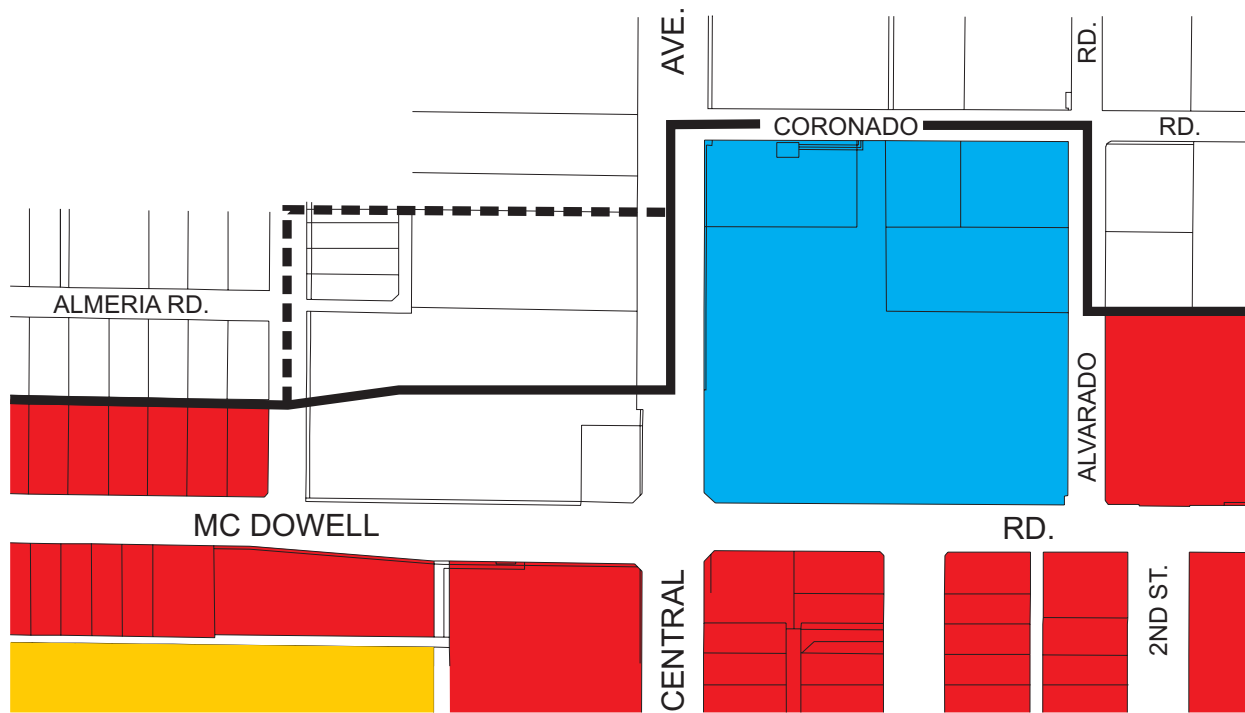 AVE.
RD.
CORONADO
RD.
ALMERIA RD.
ALVARADO
MC DOWELL
RD.
CENTRAL
2ND ST.